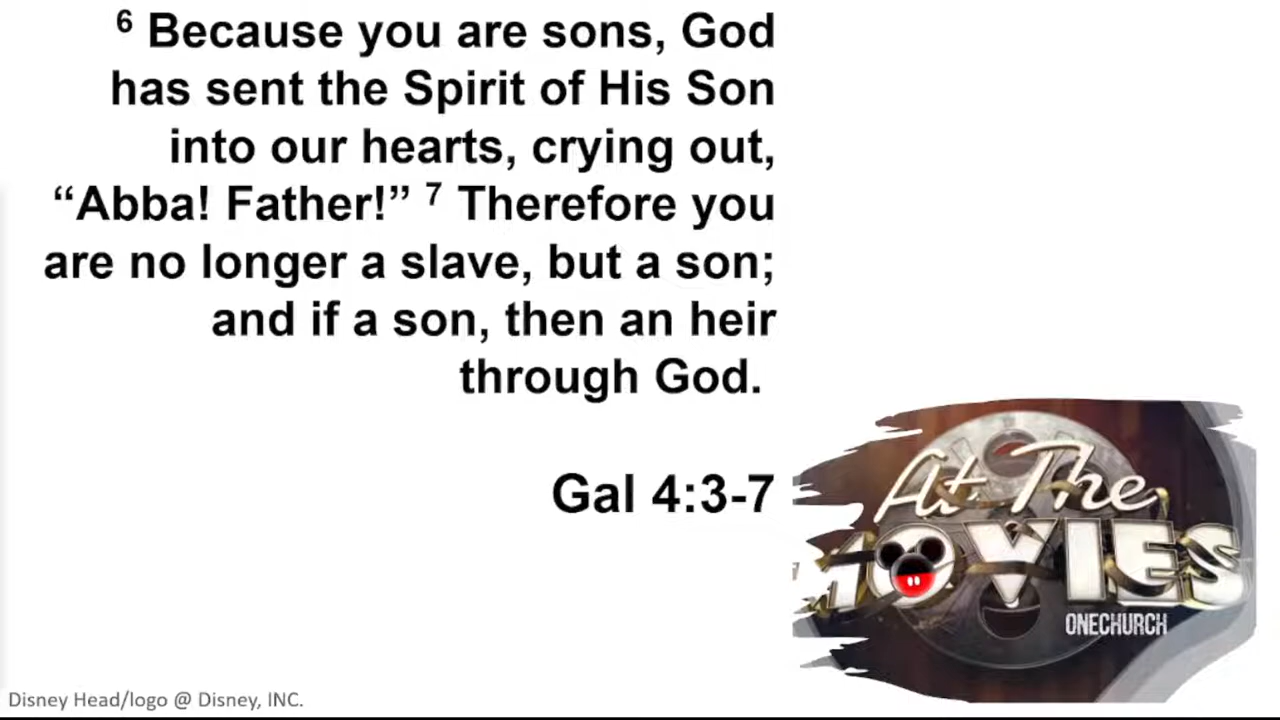 6 Because you are sons, God
has sent the Spirit of His Son
into our hearts, crying out,
“Abba! Father!” 7 Therefore you
are no longer a slave, but a son;
and if a son, then an heir
through God.
Gal 4:3-7
At The
MOVIES
ONECHURCH
Disney Head/logo @ Disney, INC.